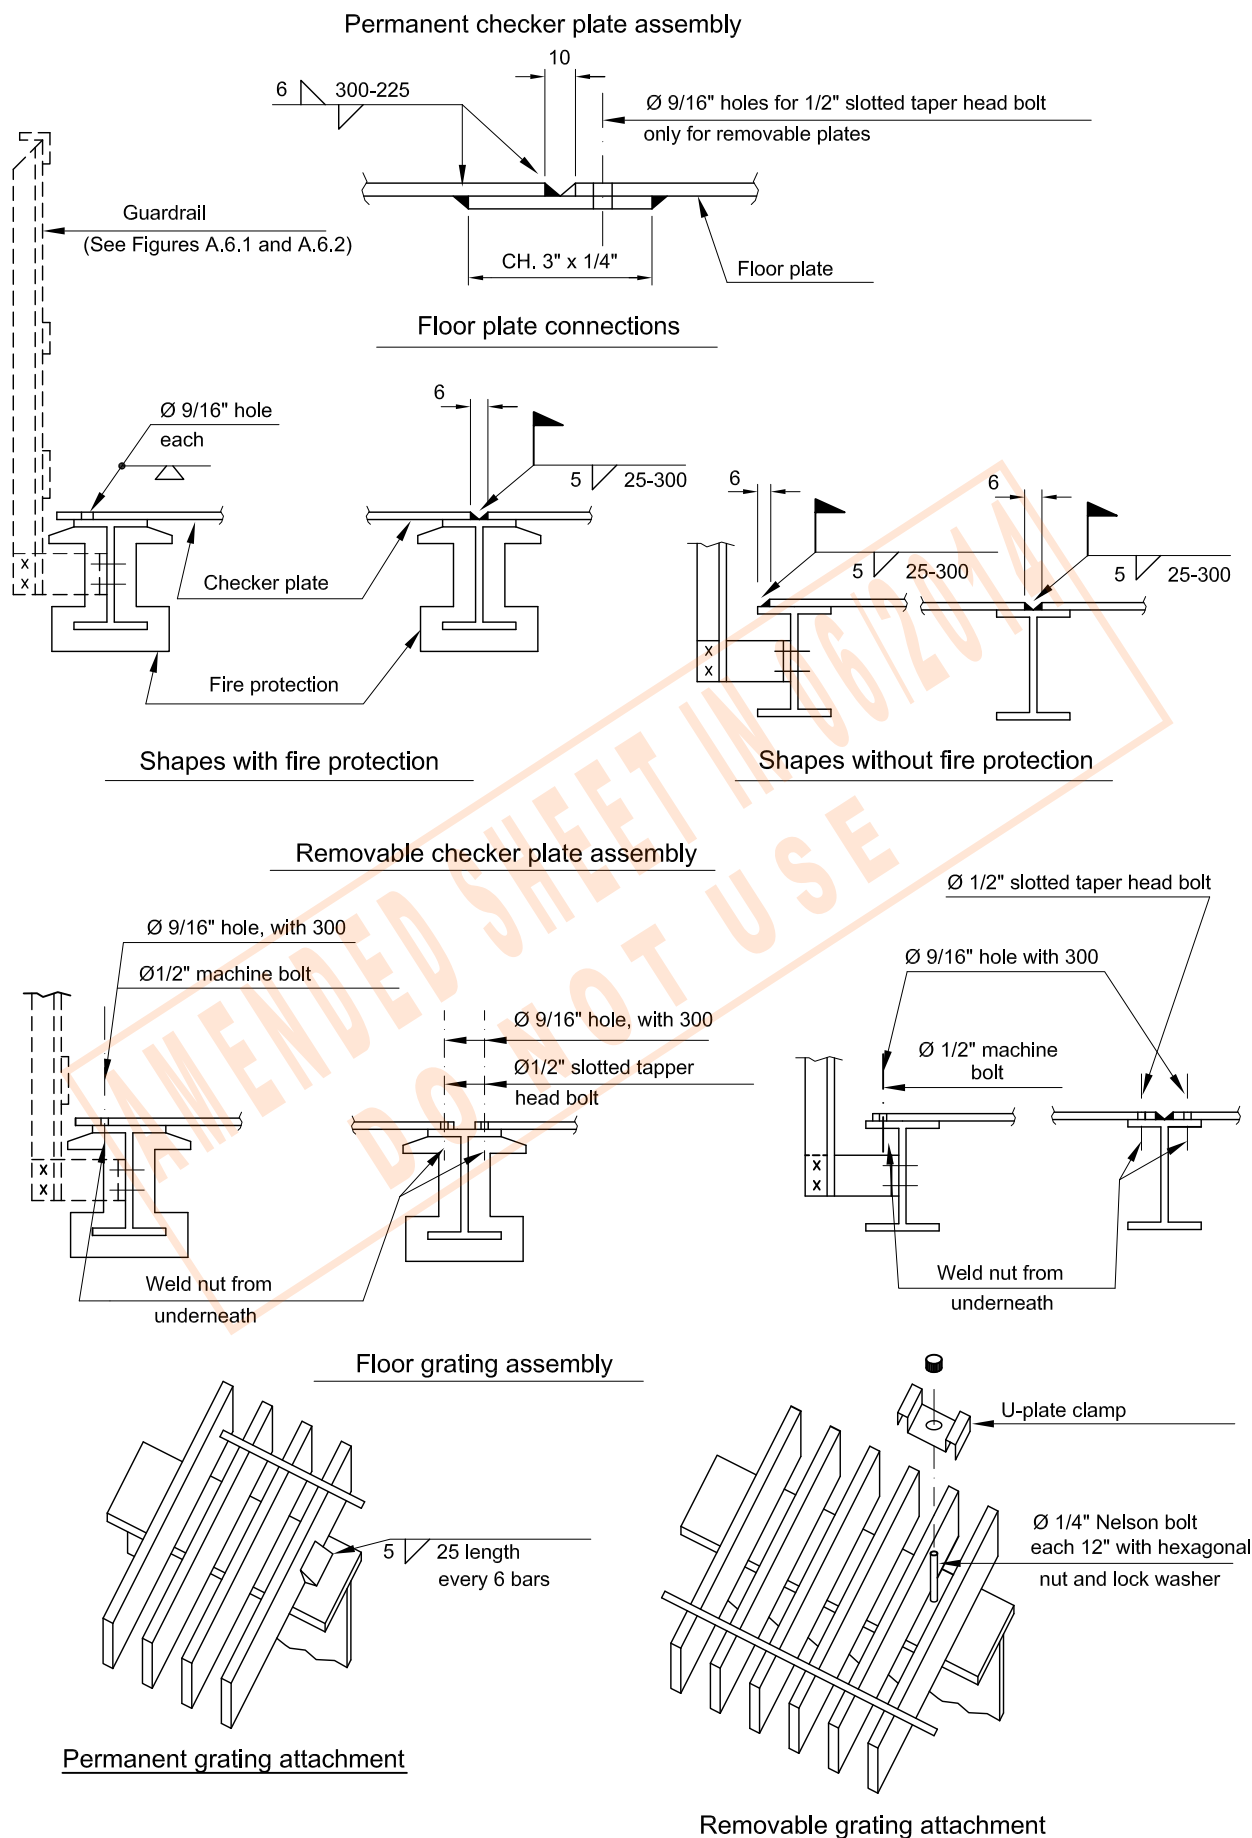 Permanent checker plate assembly
10
6 300-225
Ø 9/16" holes for 1/2" slotted taper head bolt
only for removable plates
Guardrail
(See Figures A.6.1 and A.6.2)
CH. 3" x 1/4"
Floor plate
Floor plate connections
Ø 9/16" hole
each
6
5 25-300
6
5 25-300
6
5 25-300
Checker plate
Fire protection
x
x
x
x
Shapes with fire protection
Shapes without fire protection
AMENDED SHEET IN 06/2014
DO NOT USE
Removable checker plate assembly
Ø 9/16" hole, with 300
Ø1/2" machine bolt
Ø 9/16" hole, with 300
Ø1/2" slotted tapper
head bolt
Ø 1/2" slotted taper head bolt
Ø 9/16" hole with 300
Ø 1/2" machine
bolt
x
x
x
x
Weld nut from
underneath
Weld nut from
underneath
Floor grating assembly
U-plate clamp
5 25 length
every 6 bars
Ø 1/4" Nelson bolt
each 12" with hexagonal
nut and lock washer
Permanent grating attachment
Removable grating attachment